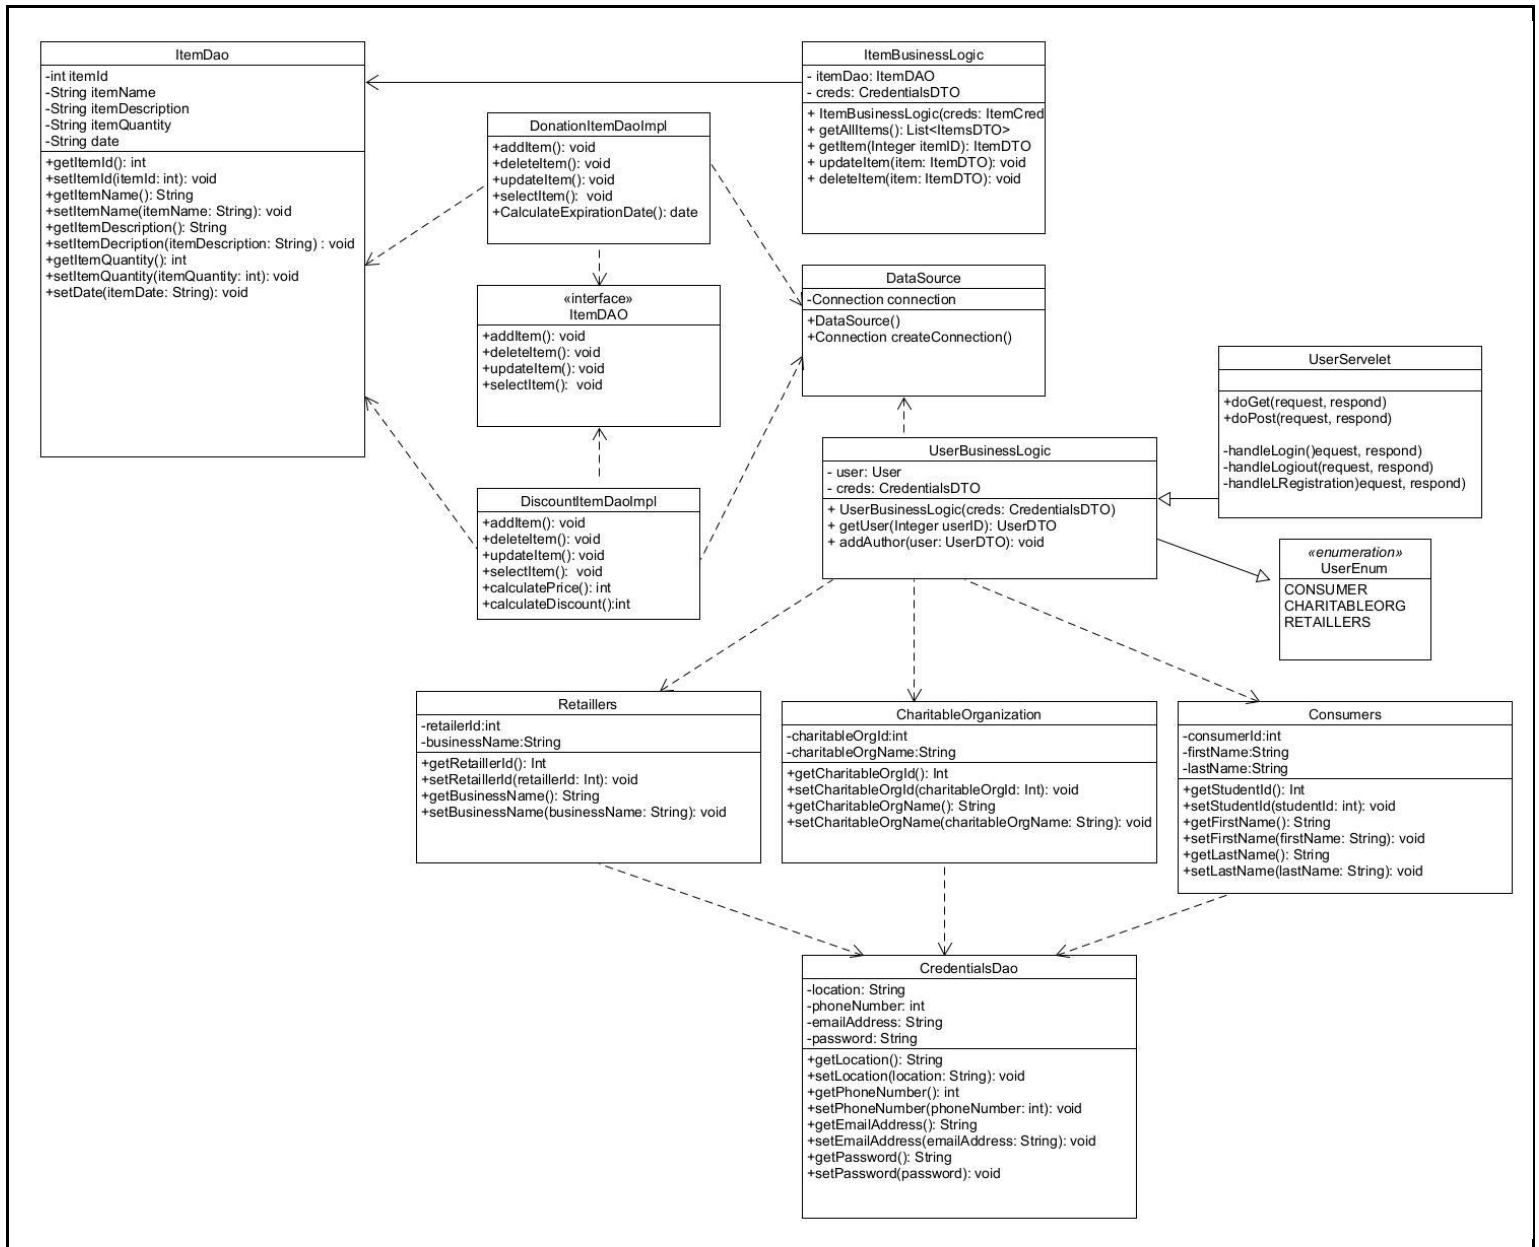 ItemDao
-int itemId
-String itemName
-String itemDescription
-String itemQuantity
-String date
+getItemId(): int
+setItemId(itemId: int): void
+getItemName(): String
+setItemName(itemName: String): void
+getItemDescription(): String
+setItemDecription(itemDescription: String) : void
+getItemQuantity(): int
+setItemQuantity(itemQuantity: int): void
+setDate(itemDate: String): void
DonationItemDaoImpl
+addItem(): void
+deleteItem(): void
+updateItem(): void
+selectItem(): void
+CalculateExpirationDate(): date
«interface»
ItemDAO
+addItem(): void
+deleteItem(): void
+updateItem(): void
+selectItem(): void
DiscountItemDaoImpl
+addItem(): void
+deleteItem(): void
+updateItem(): void
+selectItem(): void
+calculatePrice(): int
+calculateDiscount():int
ItemBusinessLogic
- itemDao: ItemDAO
- creds: CredentialsDTO
+ ItemBusinessLogic(creds: ItemCred
+ getAllItems(): List<ItemsDTO>
+ getItem(Integer itemID): ItemDTO
+ updateItem(item: ItemDTO): void
+ deleteItem(item: ItemDTO): void
DataSource
-Connection connection
+DataSource()
+Connection createConnection()
UserServelet
+doGet(request, respond)
+doPost(request, respond)
-handleLogin()equest, respond)
-handleLogiout(request, respond)
-handleLRegistration)equest, respond)
UserBusinessLogic
- user: User
- creds: CredentialsDTO
+ UserBusinessLogic(creds: CredentialsDTO)
+ getUser(Integer userID): UserDTO
+ addAuthor(user: UserDTO): void
«enumeration»
UserEnum
CONSUMER
CHARITABLEORG
RETAILLERS
Retaillers
-retailerId:int
-businessName:String
+getRetaillerId(): Int
+setRetaillerId(retaillerId: Int): void
+getBusinessName(): String
+setBusinessName(businessName: String): void
CharitableOrganization
-charitableOrgId:int
-charitableOrgName:String
+getCharitableOrgId(): Int
+setCharitableOrgId(charitableOrgId: Int): void
+getCharitableOrgName(): String
+setCharitableOrgName(charitableOrgName: String): void
Consumers
-consumerId:int
-firstName:String
-lastName:String
+getStudentId(): Int
+setStudentId(studentId: int): void
+getFirstName(): String
+setFirstName(firstName: String): void
+getLastName(): String
+setLastName(lastName: String): void
CredentialsDao
-location: String
-phoneNumber: int
-emailAddress: String
-password: String
+getLocation(): String
+setLocation(location: String): void
+getPhoneNumber(): int
+setPhoneNumber(phoneNumber: int): void
+getEmailAddress(): String
+setEmailAddress(emailAddress: String): void
+getPassword(): String
+setPassword(password): void